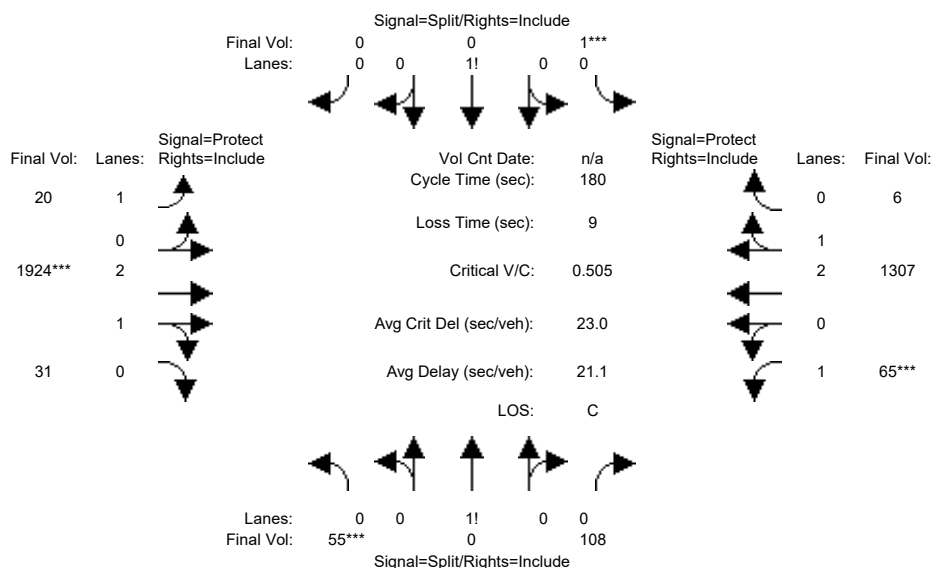 Signal=Split/Rights=Include
Final Vol: 0 0 1***
Lanes: 0 0 1! 0 0
Signal=Protect Signal=Protect
Final Vol: Lanes: Rights=Include Vol Cnt Date: n/a Rights=Include Lanes: Final Vol:
Cycle Time (sec): 180
20 1 0 6
Loss Time (sec): 9
0 1
1924*** 2 Critical V/C: 0.505 2 1307
1 Avg Crit Del (sec/veh): 23.0 0
31 0 Avg Delay (sec/veh): 21.1 1 65***
LOS: C
Lanes: 0 0 1! 0 0
Final Vol: 55*** 0 108
Signal=Split/Rights=Include